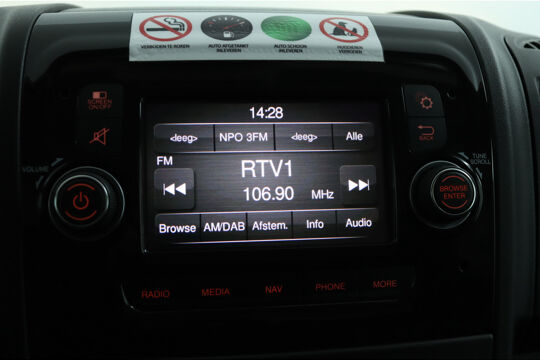 VERBODEN TE ROKEN
AUTO AFGETANKT INLEVEREN
AUTO SCHOON INLEVEREN
HUISDIEREN VERBODEN
SCREEN ON/OFF
14:28
<leeg> NPO 3FM <leeg> Alle
FM
RTV1
106.90 MHz
Browse AM/DAB Afstem. Info Audio
BACK
VOLUME
TUNE SCROLL
BROWSE ENTER
RADIO MEDIA NAV PHONE MORE